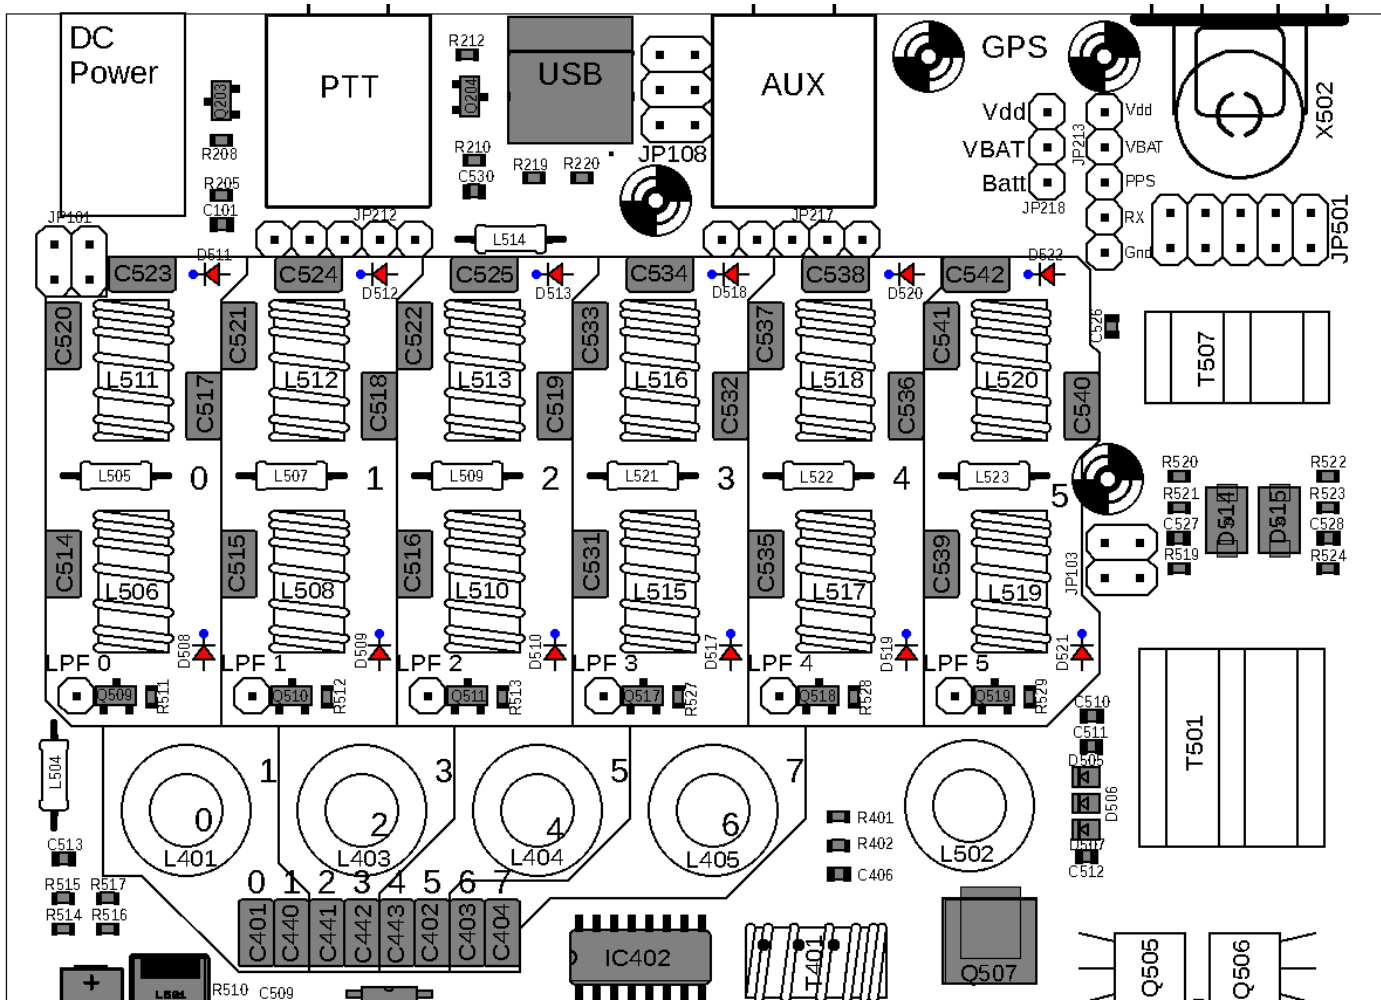 DC
Power
PTT
R212
USB
Q204
Q203
R208
R210
R219
R220
C530
R205
C101
JP108
AUX
GPS
Vdd
VBAT
Batt
JP213
JP218
Vdd
VBAT
PPS
RX
Gnd
X502
JP501
JP101
JP212
L514
JP217
D511
D522
C523
C524
C525
C534
C538
C542
D512
D513
D518
D520
C520
C521
C522
C533
C537
C541
C526
T507
L511
L512
L513
L516
L518
L520
C517
C518
C519
C532
C536
C540
L505
0
L507
1
L509
2
L521
3
L522
4
L523
5
R520
R521
C527
R519
D514
D515
R522
R523
C528
R524
JP103
C514
C515
C516
C531
C535
C539
L506
L508
L510
L515
L517
L519
D508
D509
D510
D517
D519
D521
LPF 0
LPF 1
LPF 2
LPF 3
LPF 4
LPF 5
Q509
R511
Q510
R512
Q511
R513
Q517
R527
Q518
R528
Q519
R529
C510
C511
D505
D506
D507
C512
T501
L504
1
3
5
7
0
2
4
6
L401
L403
L404
L405
L502
R401
R402
C406
C513
R515
R517
R514
R516
0 1 2 3 4 5 6 7
C401
C440
C441
C442
C443
C402
C403
C404
IC402
T401
Q507
Q505
Q506
+
L501
R510
C509